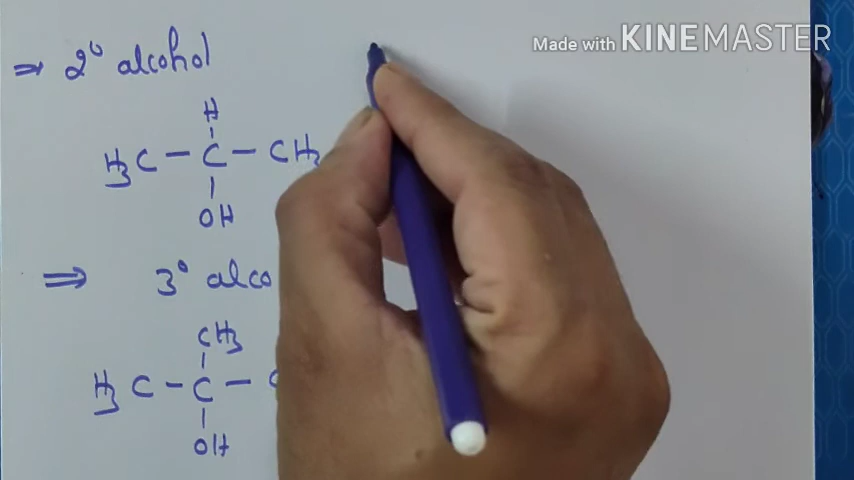 Made with KINEMASTER
⇒ 2° alcohol
H
H3C – C – CH3
OH
⇒ 3° alco
CH3
H3C – C –
OH